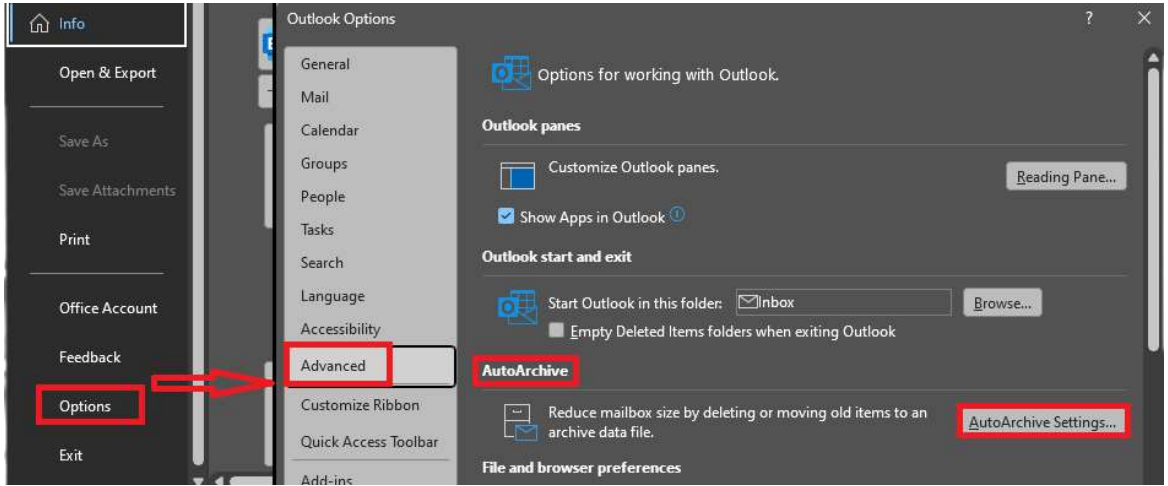 Info
Open & Export
Save As
Save Attachments
Print
Office Account
Feedback
Options
Exit
Outlook Options
?
General
Mail
Calendar
Groups
People
Tasks
Search
Language
Accessibility
Advanced
Customize Ribbon
Quick Access Toolbar
Add-ins
Options for working with Outlook.
Outlook panes
Customize Outlook panes.
Reading Pane...
Show Apps in Outlook
Outlook start and exit
Start Outlook in this folder:
Inbox
Browse...
Empty Deleted Items folders when exiting Outlook
AutoArchive
Reduce mailbox size by deleting or moving old items to an
archive data file.
AutoArchive Settings...
File and browser preferences